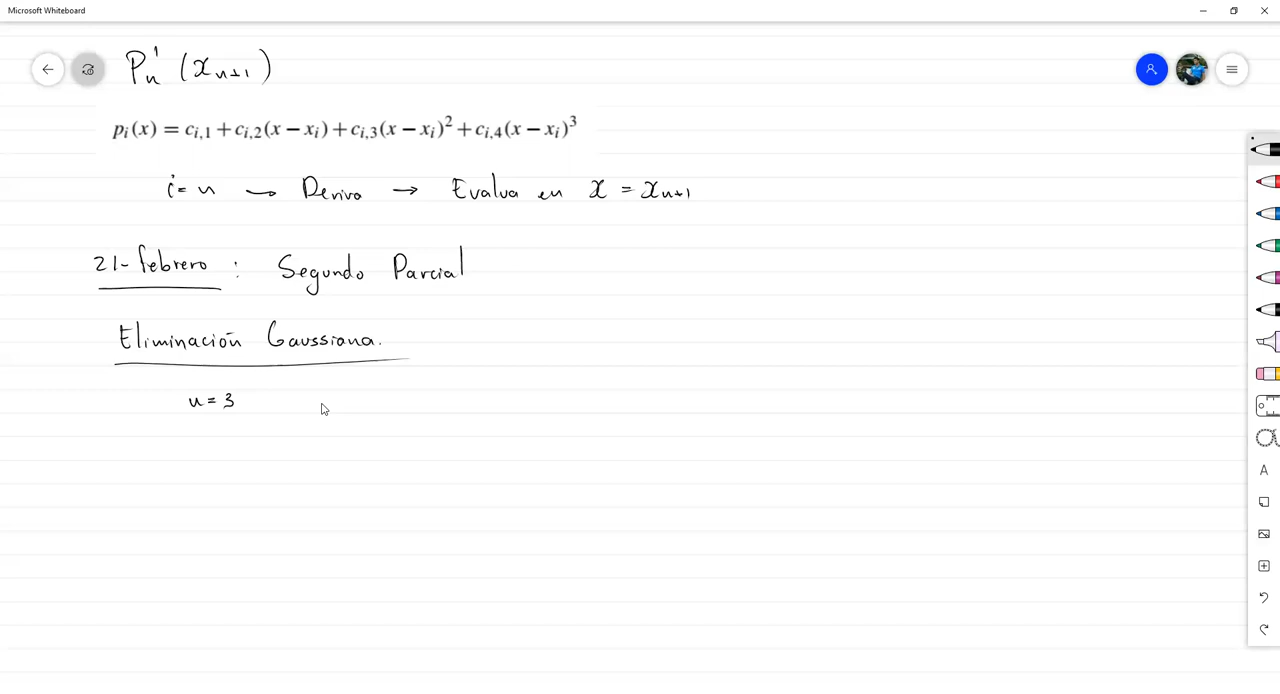 Microsoft Whiteboard
P'ₙ (xₙ₊₁)
pᵢ(x) = cᵢ,₁ + cᵢ,₂(x − xᵢ) + cᵢ,₃(x − xᵢ)² + cᵢ,₄(x − xᵢ)³
i = n → Deriva → Evalua en x = xₙ₊₁
21-febrero : Segundo Parcial
Eliminación Gaussiana.
n = 3
A